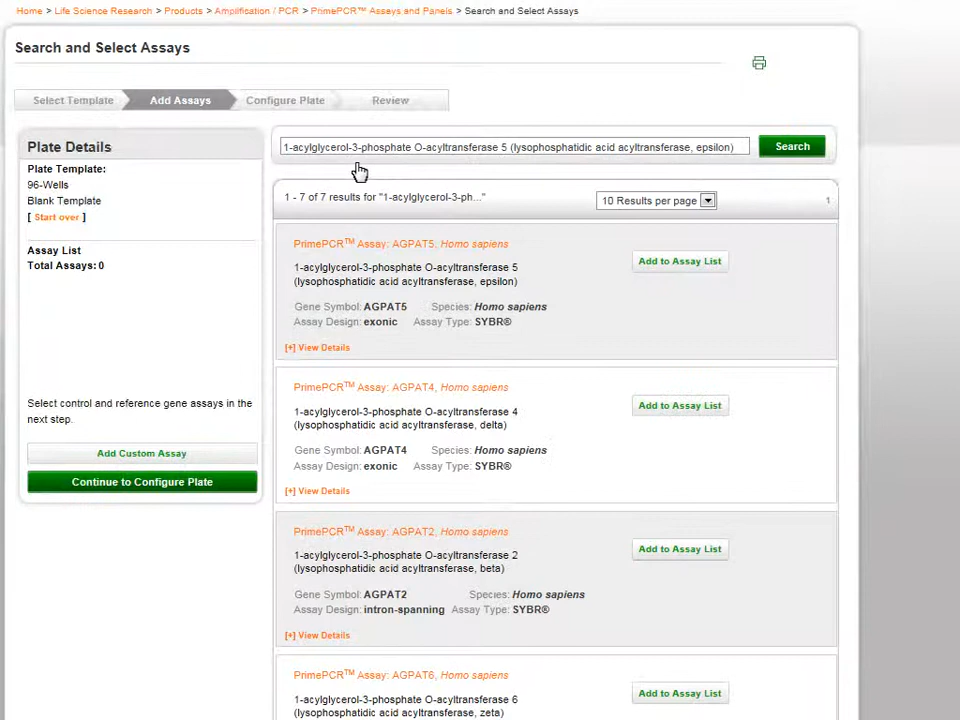 Home > Life Science Research > Products > Amplification / PCR > PrimePCR™ Assays and Panels > Search and Select Assays
Search and Select Assays
Select Template Add Assays Configure Plate Review
Plate Details
Plate Template:
96-Wells
Blank Template
[ Start over ]
Assay List
Total Assays: 0
Select control and reference gene assays in the
next step.
Add Custom Assay
Continue to Configure Plate
1-acylglycerol-3-phosphate O-acyltransferase 5 (lysophosphatidic acid acyltransferase, epsilon) Search
1 - 7 of 7 results for "1-acylglycerol-3-ph..." 10 Results per page 1
PrimePCR™ Assay: AGPAT5, Homo sapiens
Add to Assay List
1-acylglycerol-3-phosphate O-acyltransferase 5
(lysophosphatidic acid acyltransferase, epsilon)
Gene Symbol: AGPAT5 Species: Homo sapiens
Assay Design: exonic Assay Type: SYBR®
[+] View Details
PrimePCR™ Assay: AGPAT4, Homo sapiens
Add to Assay List
1-acylglycerol-3-phosphate O-acyltransferase 4
(lysophosphatidic acid acyltransferase, delta)
Gene Symbol: AGPAT4 Species: Homo sapiens
Assay Design: exonic Assay Type: SYBR®
[+] View Details
PrimePCR™ Assay: AGPAT2, Homo sapiens
Add to Assay List
1-acylglycerol-3-phosphate O-acyltransferase 2
(lysophosphatidic acid acyltransferase, beta)
Gene Symbol: AGPAT2 Species: Homo sapiens
Assay Design: intron-spanning Assay Type: SYBR®
[+] View Details
PrimePCR™ Assay: AGPAT6, Homo sapiens
Add to Assay List
1-acylglycerol-3-phosphate O-acyltransferase 6
(lysophosphatidic acid acyltransferase, zeta)